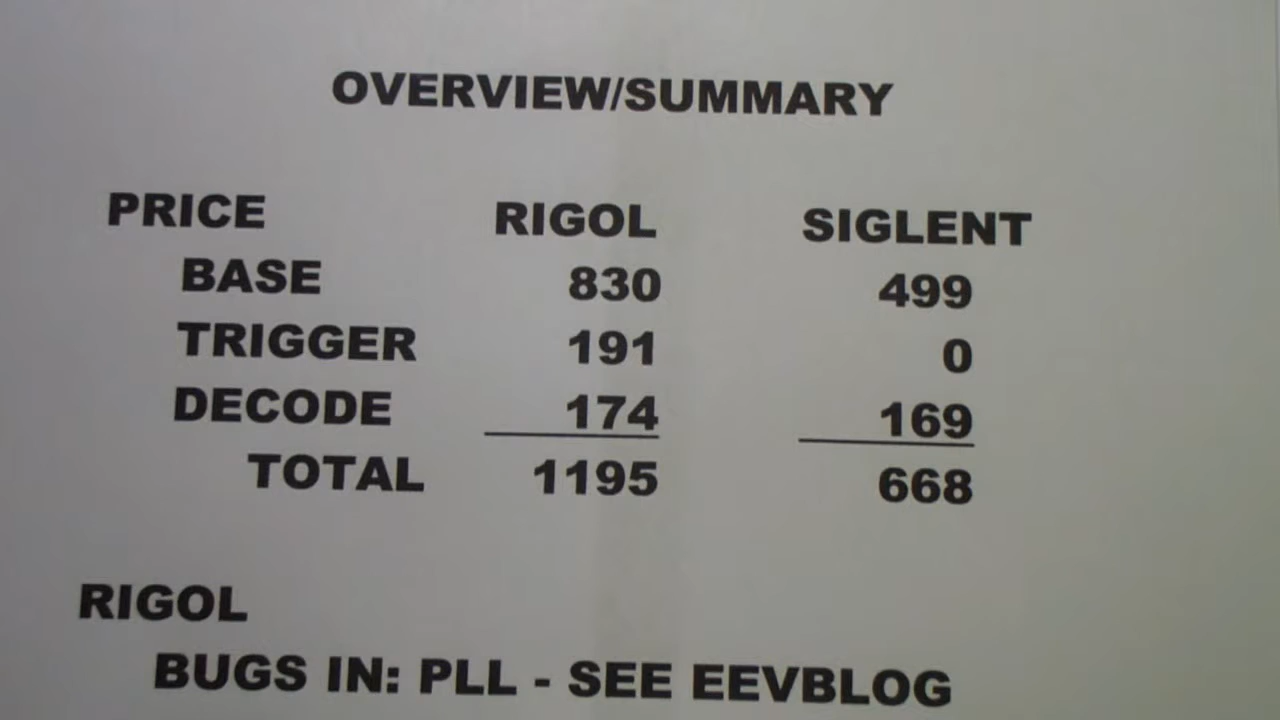 OVERVIEW/SUMMARY
PRICE RIGOL SIGLENT
BASE 830 499
TRIGGER 191 0
DECODE 174 169
TOTAL 1195 668
RIGOL
BUGS IN: PLL - SEE EEVBLOG